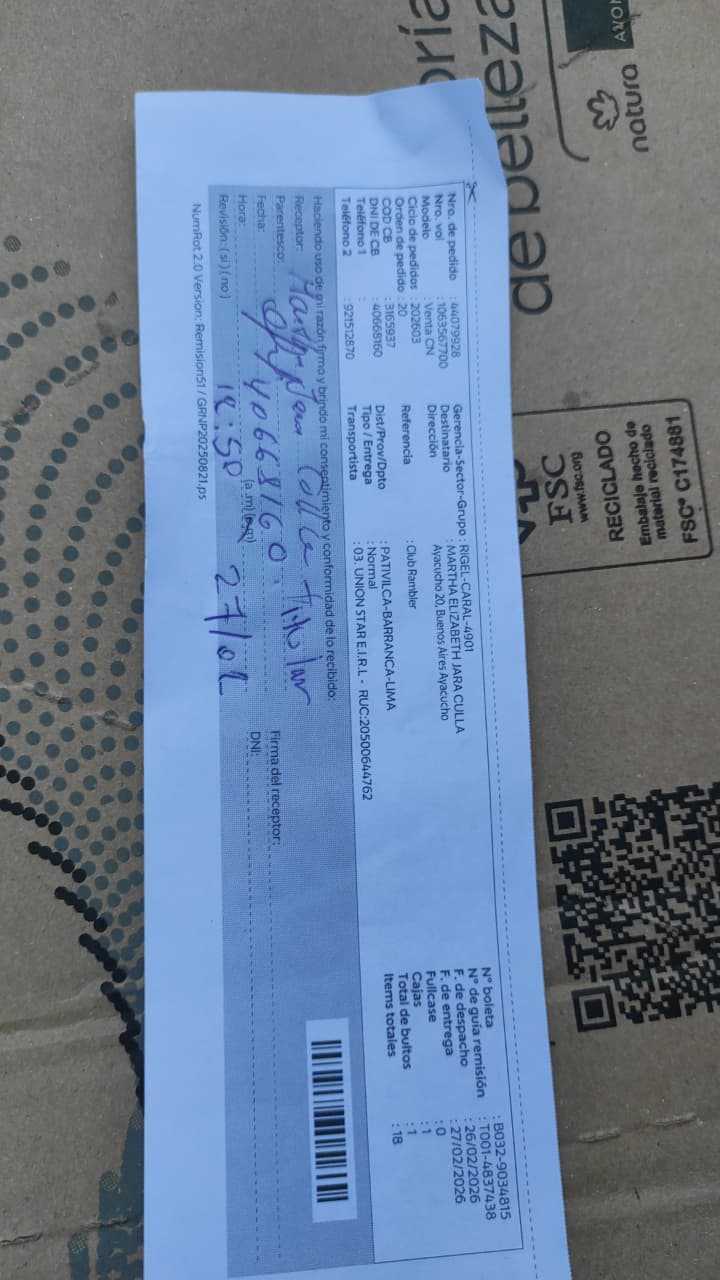 Nro. de pedido : 44079928
Nro. vol : 1063567700
Modelo : Venta CN
Ciclo de pedidos : 202603
Orden de pedido : 20
COD CB : 3165937
DNI DE CB : 40668160
Teléfono 1 :
Teléfono 2 : 921512870
Gerencia-Sector-Grupo : RIGEL-CARAL-4901
Destinatario : MARTHA ELIZABETH JARA CULLA
Dirección : Ayacucho 20, Buenos Aires Ayacucho
Referencia : Club Rambler
Dist/Prov/Dpto : PATIVILCA-BARRANCA-LIMA
Tipo / Entrega : Normal
Transportista : 03. UNION STAR E.I.R.L - RUC:20500644762
N° boleta : B032-9034815
N° de guía remisión : T001-4837438
F. de despacho : 26/02/2026
F. de entrega : 27/02/2026
Fullcase : 0
Cajas : 1
Total de bultos : 1
Items totales : 18
Haciendo uso de mi razón firmo y brindo mi consentimiento y conformidad de lo recibido:
Receptor: Culla Titular
Parentesco:
Fecha: 40668160
Hora: 12:50 (a.m)(p.m) 27/02
Revisión: (si)(no)
Firma del receptor:
DNI:
NumRot 2.0 Version: Remision51 / GRNP20250821.ps
de beleza
natura
FSC
www.fsc.org
RECICLADO
Embalaje hecho de
material reciclado
FSC® C174881